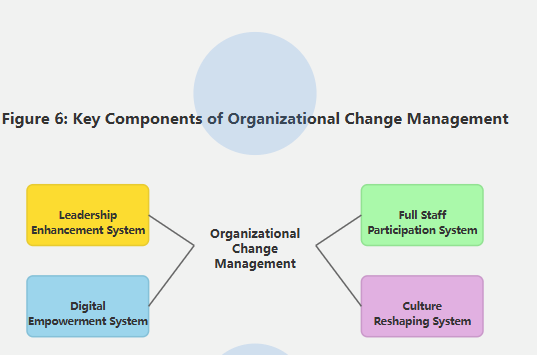 Figure 6: Key Components of Organizational Change Management
Leadership
Enhancement System
Full Staff
Participation System
Organizational
Change
Management
Digital
Empowerment System
Culture
Reshaping System